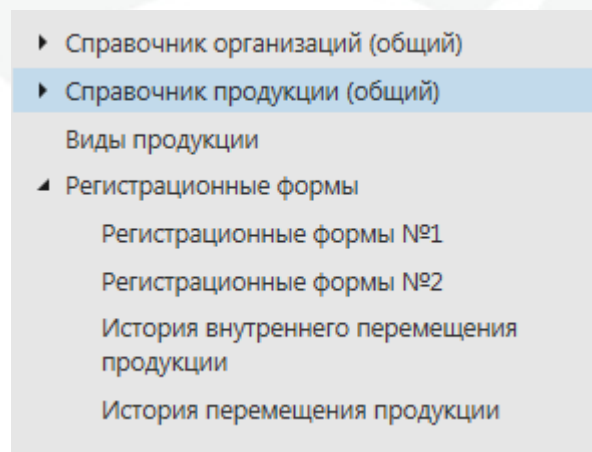 Справочник организаций (общий)
Справочник продукции (общий)
Виды продукции
Регистрационные формы
Регистрационные формы №1
Регистрационные формы №2
История внутреннего перемещения
продукции
История перемещения продукции